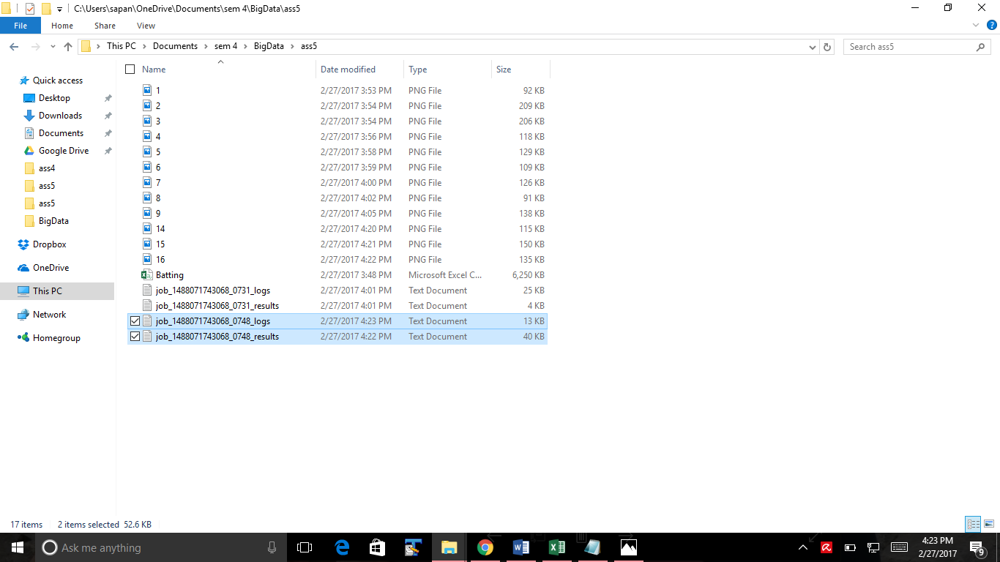 C:\Users\sapan\OneDrive\Documents\sem 4\BigData\ass5
File Home Share View
This PC Documents sem 4 BigData ass5 Search ass5
Name Date modified Type Size
Quick access
Desktop
Downloads
Documents
Google Drive
ass4
ass5
ass5
BigData
Dropbox
OneDrive
This PC
Network
Homegroup
1 2/27/2017 3:53 PM PNG File 92 KB
2 2/27/2017 3:54 PM PNG File 209 KB
3 2/27/2017 3:54 PM PNG File 206 KB
4 2/27/2017 3:56 PM PNG File 118 KB
5 2/27/2017 3:58 PM PNG File 129 KB
6 2/27/2017 3:59 PM PNG File 109 KB
7 2/27/2017 4:00 PM PNG File 126 KB
8 2/27/2017 4:02 PM PNG File 91 KB
9 2/27/2017 4:05 PM PNG File 138 KB
14 2/27/2017 4:20 PM PNG File 115 KB
15 2/27/2017 4:21 PM PNG File 150 KB
16 2/27/2017 4:22 PM PNG File 135 KB
Batting 2/27/2017 3:48 PM Microsoft Excel C... 6,250 KB
job_1488071743068_0731_logs 2/27/2017 4:01 PM Text Document 25 KB
job_1488071743068_0731_results 2/27/2017 4:01 PM Text Document 4 KB
job_1488071743068_0748_logs 2/27/2017 4:23 PM Text Document 13 KB
job_1488071743068_0748_results 2/27/2017 4:22 PM Text Document 40 KB
17 items 2 items selected 52.6 KB
Ask me anything
4:23 PM
2/27/2017
9